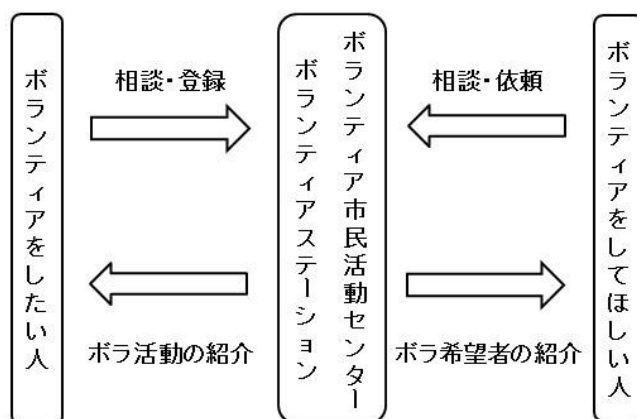 ボランティアをしたい人
相談・登録
ボラ活動の紹介
ボランティア市民活動センター
ボランティアステーション
相談・依頼
ボラ希望者の紹介
ボランティアをしてほしい人